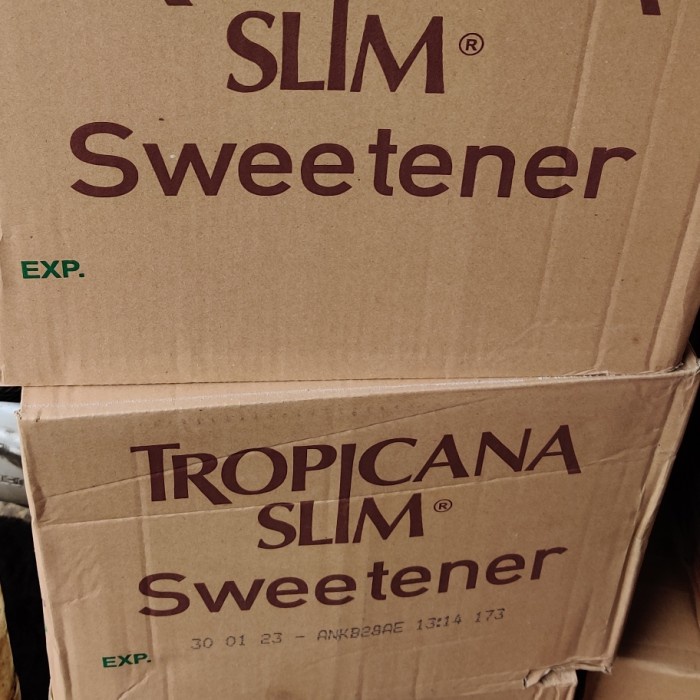 SLIM®
Sweetener
EXP.
TROPICANA
SLIM®
Sweetener
30 01 23 - ANKB28AE 13:14 173
EXP.